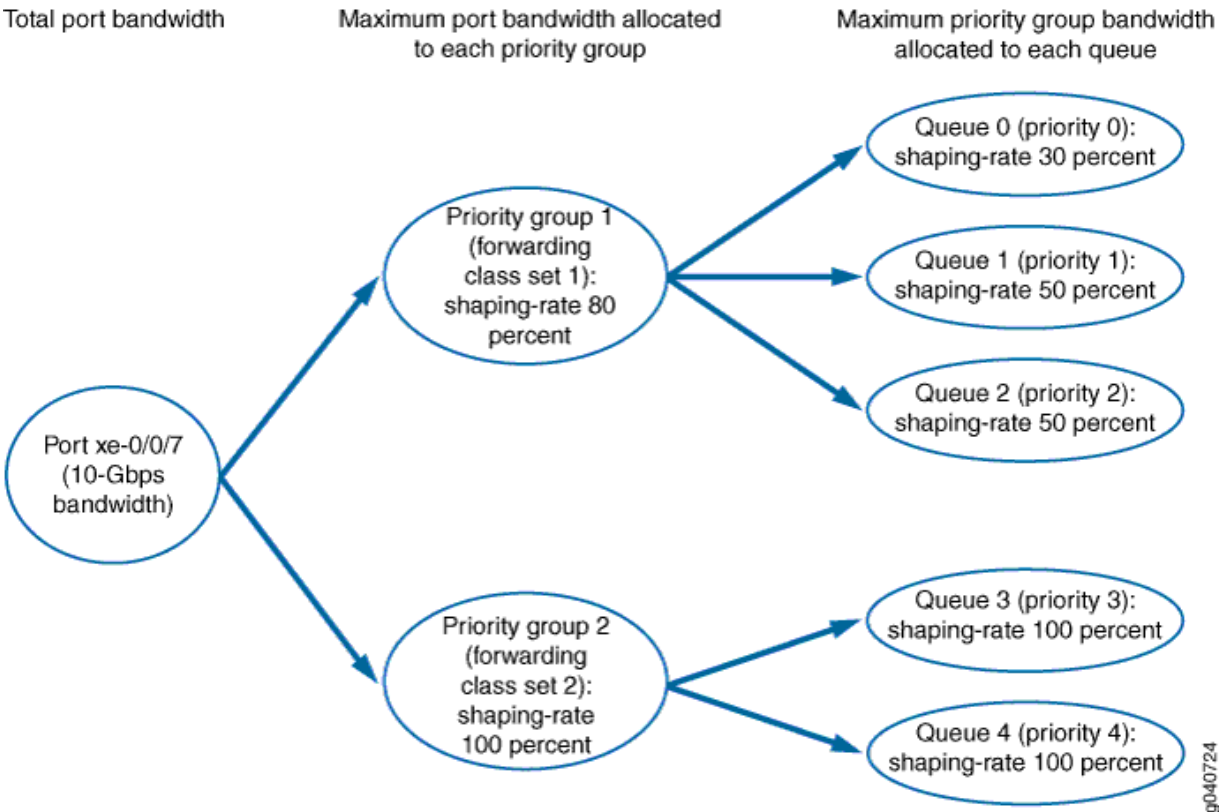 Total port bandwidth
Maximum port bandwidth allocated
to each priority group
Maximum priority group bandwidth
allocated to each queue
Port xe-0/0/7
(10-Gbps
bandwidth)
Priority group 1
(forwarding
class set 1):
shaping-rate 80
percent
Queue 0 (priority 0):
shaping-rate 30 percent
Queue 1 (priority 1):
shaping-rate 50 percent
Queue 2 (priority 2):
shaping-rate 50 percent
Priority group 2
(forwarding
class set 2):
shaping-rate
100 percent
Queue 3 (priority 3):
shaping-rate 100 percent
Queue 4 (priority 4):
shaping-rate 100 percent
g040724